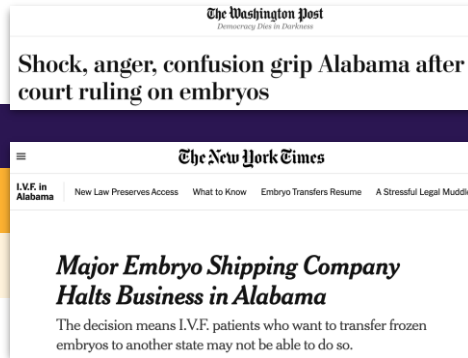 The Washington Post
Democracy Dies in Darkness
Shock, anger, confusion grip Alabama after
court ruling on embryos
The New York Times
I.V.F. in
Alabama
New Law Preserves Access What to Know Embryo Transfers Resume A Stressful Legal
Major Embryo Shipping Company
Halts Business in Alabama
The decision means I.V.F. patients who want to transfer frozen
embryos to another state may not be able to do so.